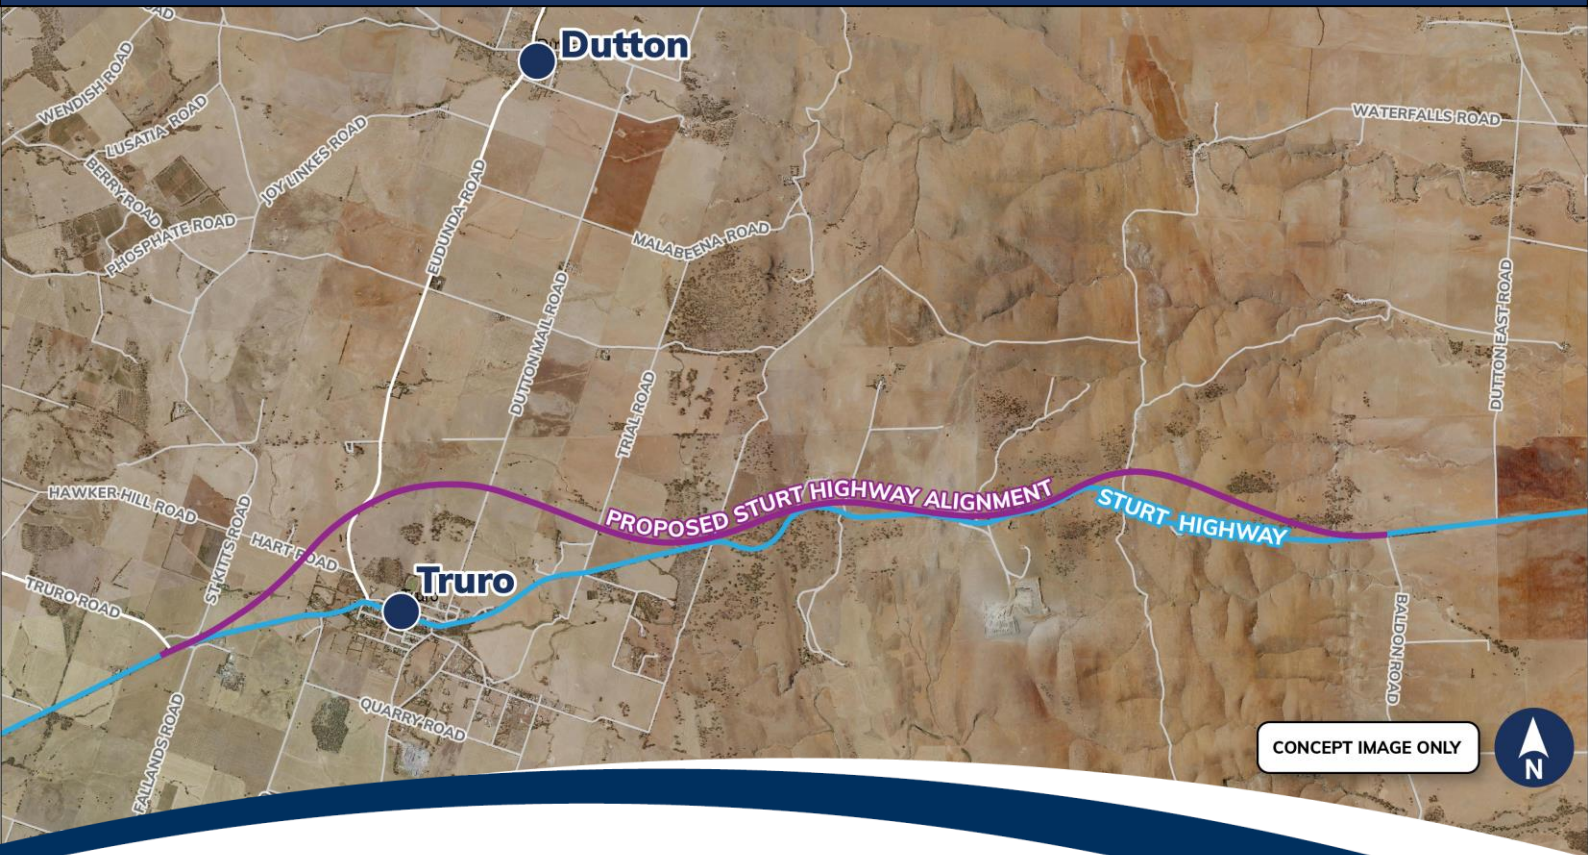 AD
Dutton
WENDISH ROAD
WATERFALLS ROAD
LUSATIA ROAD
JOY LINKES ROAD
BERRY ROAD
EUDUNDA ROAD
PHOSPHATE ROAD
MALABEENA ROAD
DUTTON MAIL ROAD
DUTTON EAST ROAD
TRIAL ROAD
PROPOSED STURT HIGHWAY ALIGNMENT
STURT HIGHWAY
HAWKER HILL ROAD
ST KITTS ROAD
HART ROAD
Truro
TRURO ROAD
BALDON ROAD
QUARRY ROAD
FALLANDS ROAD
CONCEPT IMAGE ONLY
N